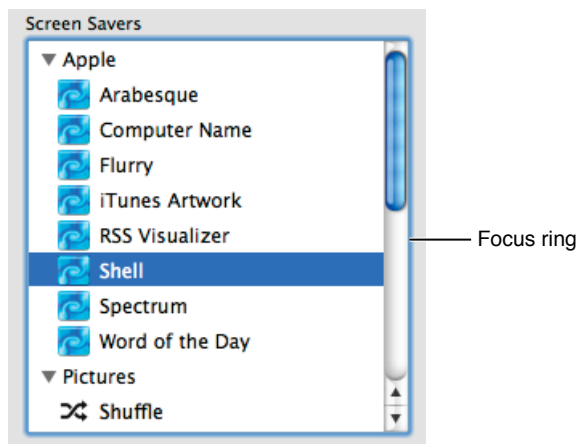 Screen Savers
Apple
Arabesque
Computer Name
Flurry
iTunes Artwork
RSS Visualizer
Focus ring
Shell
Spectrum
Word of the Day
Pictures
Shuffle